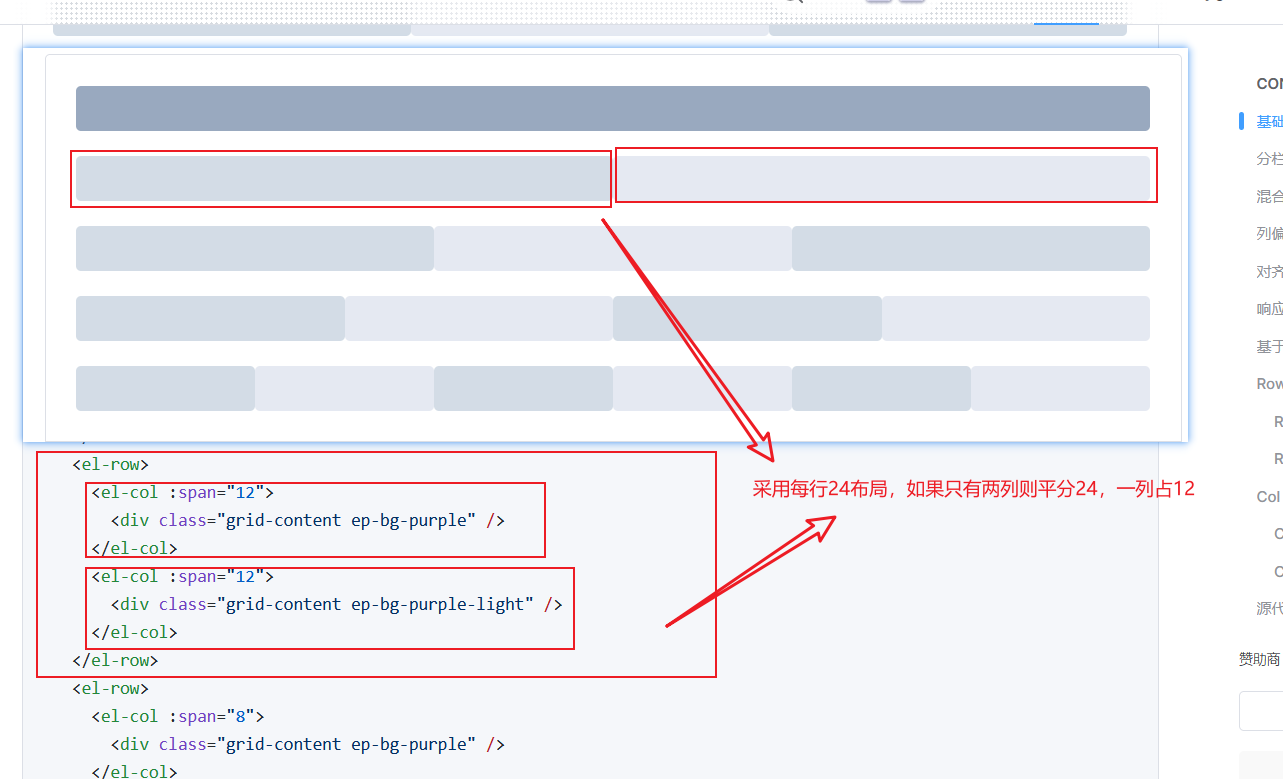 CON
基础
分栏
混合
列偏
对齐
响应
基于
Row
R
R
Col
C
C
源代
赞助商
<el-row>
<el-col :span="12">
<div class="grid-content ep-bg-purple" />
</el-col>
<el-col :span="12">
<div class="grid-content ep-bg-purple-light" />
</el-col>
</el-row>
<el-row>
<el-col :span="8">
<div class="grid-content ep-bg-purple" />
</el-col>
采用每行24布局，如果只有两列则平分24，一列占12